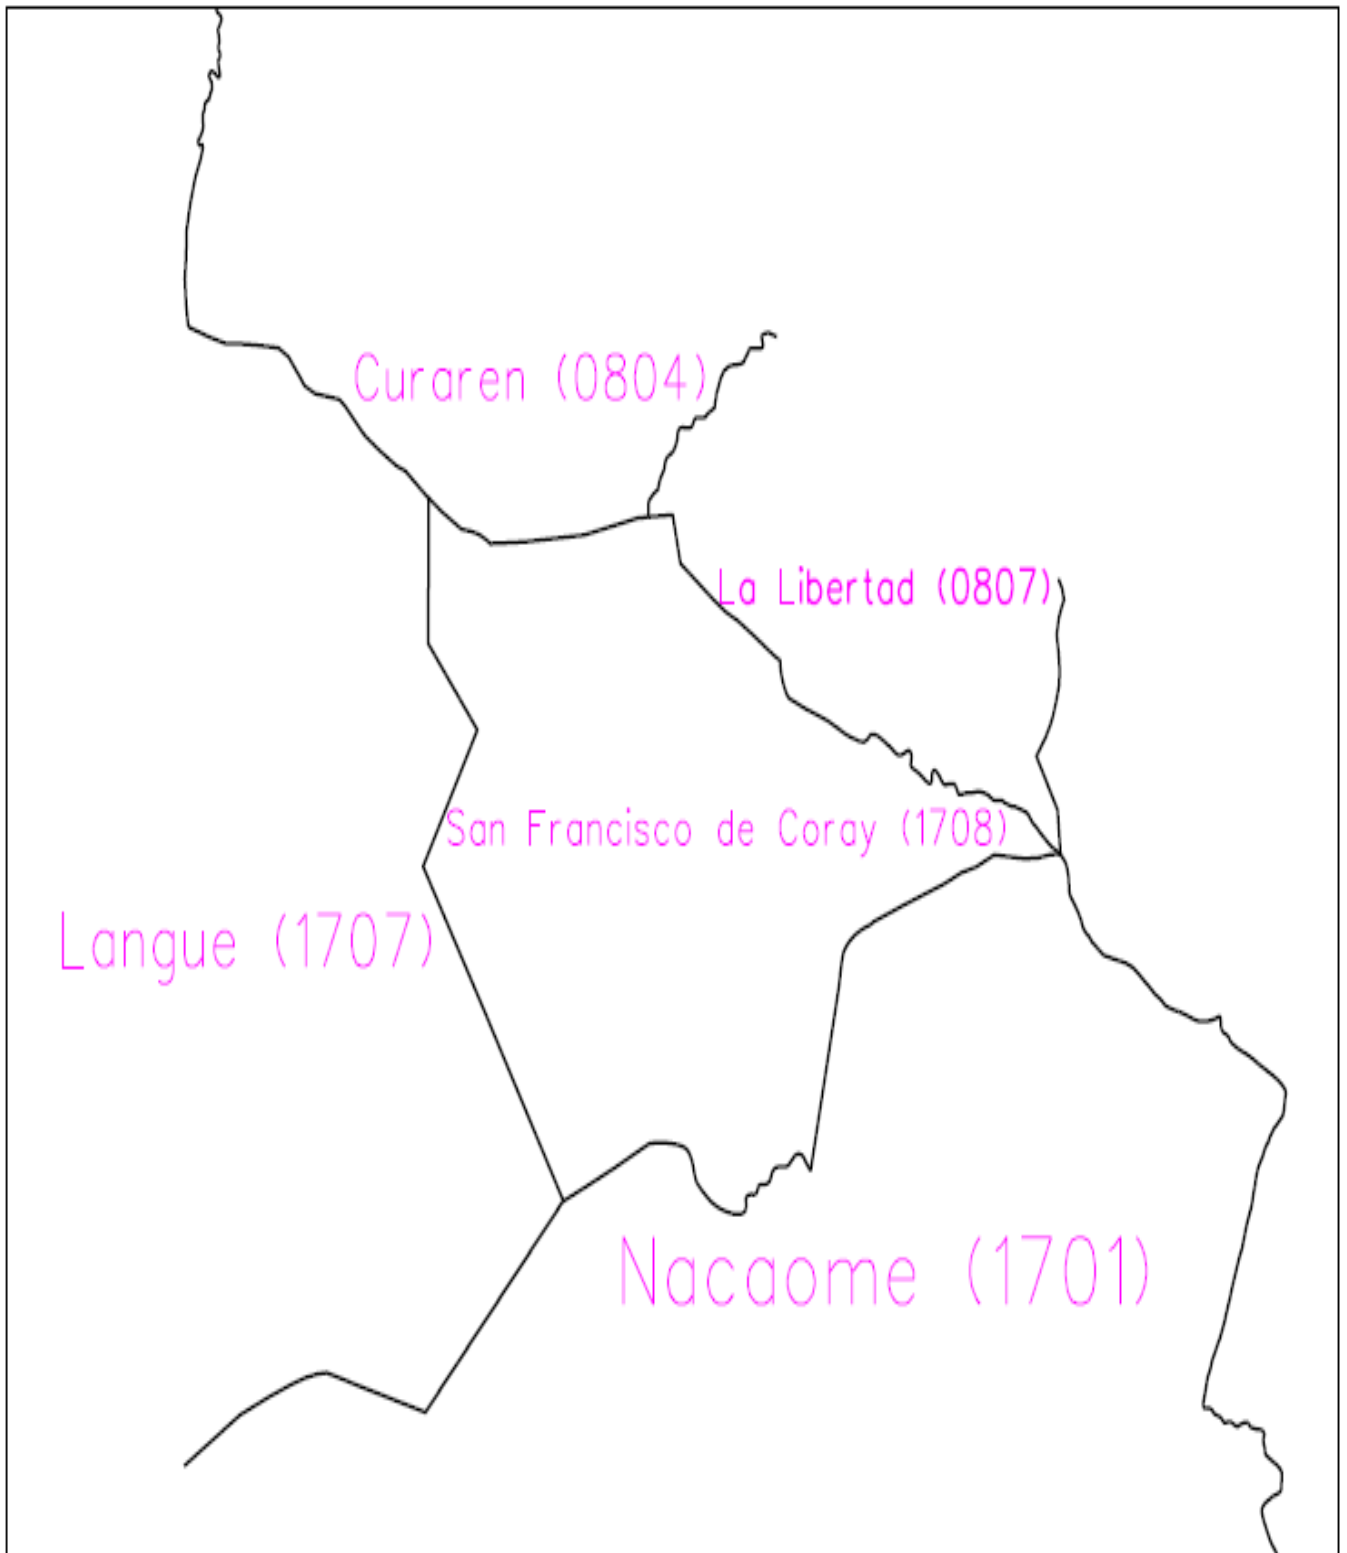 Curaren (0804)
La Libertad (0807)
San Francisco de Coray (1708)
Langue (1707)
Nacaome (1701)